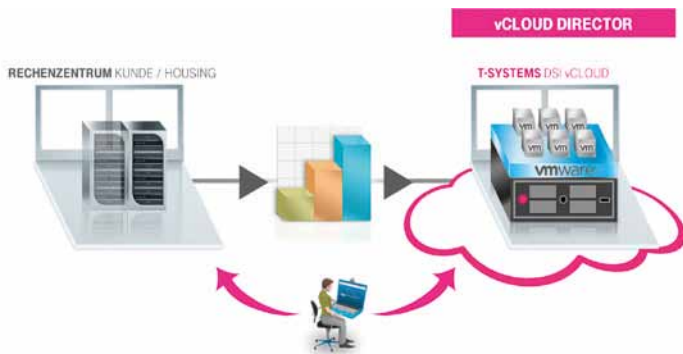 vCLOUD DIRECTOR
RECHENZENTRUM KUNDE / HOUSING
T-SYSTEMS DSI vCLOUD
vm vm vm
vm vm vm
vmware